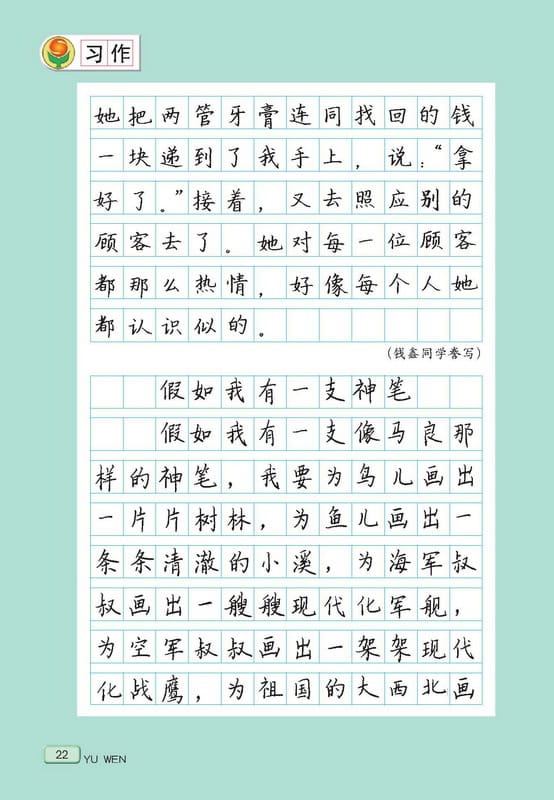 习作
她把两管牙膏连同找回的钱
一块递到了我手上，说：“拿
好了。”接着，又去照应别的
顾客去了。她对每一位顾客
都那么热情，好像每个人她
都认识似的。
（钱鑫同学誊写）
假如我有一支神笔
假如我有一支像马良那
样的神笔，我要为鸟儿画出
一片片树林，为鱼儿画出一
条条清澈的小溪，为海军叔
叔画出一艘艘现代化军舰，
为空军叔叔画出一架架现代
化战鹰，为祖国的大西北画
22 YU WEN